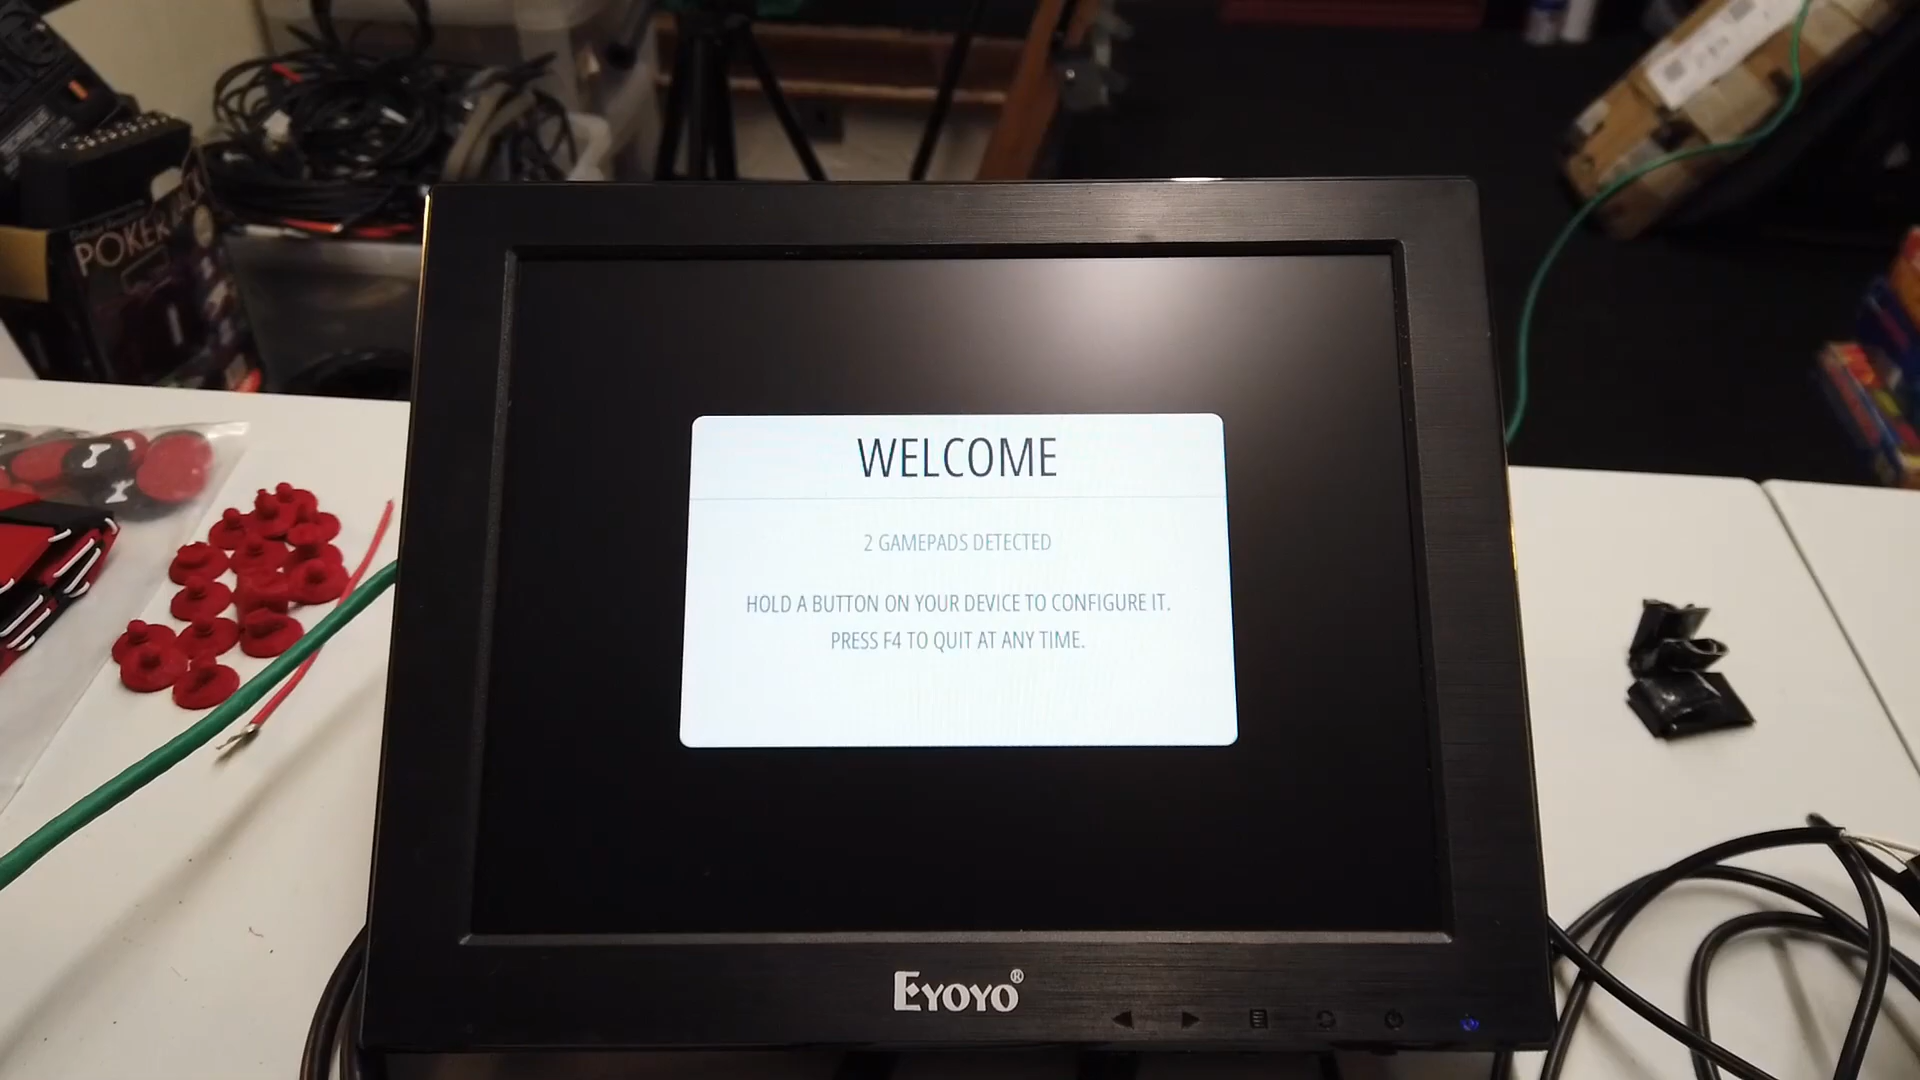 POKER
WELCOME
2 GAMEPADS DETECTED
HOLD A BUTTON ON YOUR DEVICE TO CONFIGURE IT.
PRESS F4 TO QUIT AT ANY TIME.
EYOYO®